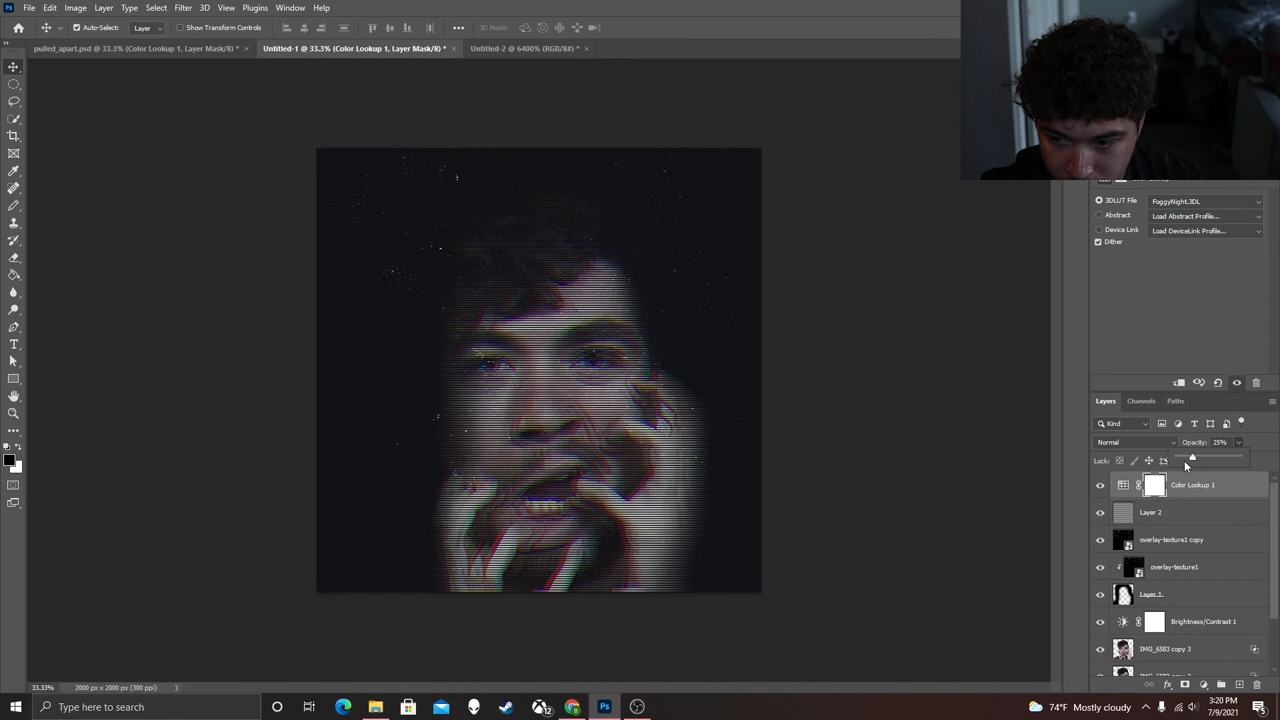 Ps File Edit Image Layer Type Select Filter 3D View Plugins Window Help
Auto-Select: Layer Show Transform Controls 3D Mode:
pulled_apart.psd @ 33.3% (Color Lookup 1, Layer Mask/8) * × Untitled-1 @ 33.3% (Color Lookup 1, Layer Mask/8) * × Untitled-2 @ 6400% (RGB/8#) * ×
3DLUT File FoggyNight.3DL
Abstract Load Abstract Profile...
Device Link Load DeviceLink Profile...
Dither
Layers Channels Paths
Kind
Normal Opacity: 25%
Lock:
Color Lookup 1
Layer 2
overlay-texture1 copy
overlay-texture1
Layer 1
Brightness/Contrast 1
IMG_6583 copy 3
33.33% 2000 px x 2000 px (300 ppi)
Type here to search
74°F Mostly cloudy
3:20 PM
7/9/2021